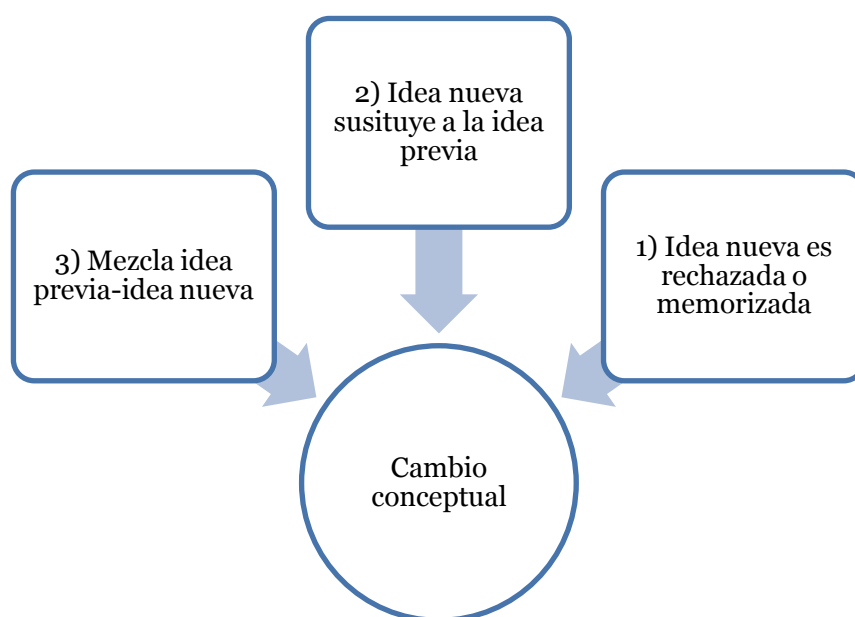 2) Idea nueva
susituye a la idea
previa
3) Mezcla idea
previa-idea nueva
1) Idea nueva es
rechazada o
memorizada
Cambio
conceptual